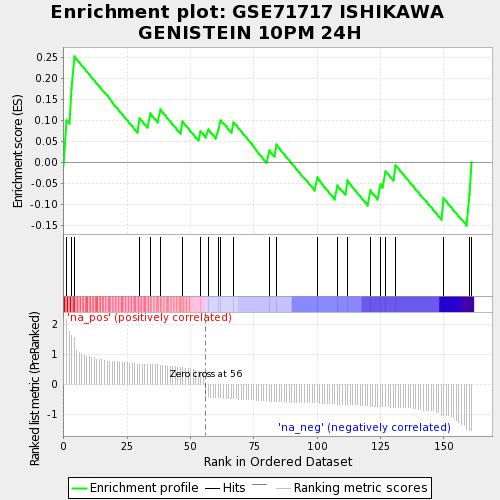 Enrichment plot: GSE71717 ISHIKAWA
GENISTEIN 10PM 24H
Enrichment score (ES)
0.25
0.20
0.15
0.10
0.05
0.00
-0.05
-0.10
-0.15
'na_pos' (positively correlated)
Ranked list metric (PreRanked)
2
1
0
-1
Zero cross at 56
'na_neg' (negatively correlated)
0 25 50 75 100 125 150
Rank in Ordered Dataset
Enrichment profile Hits Ranking metric scores